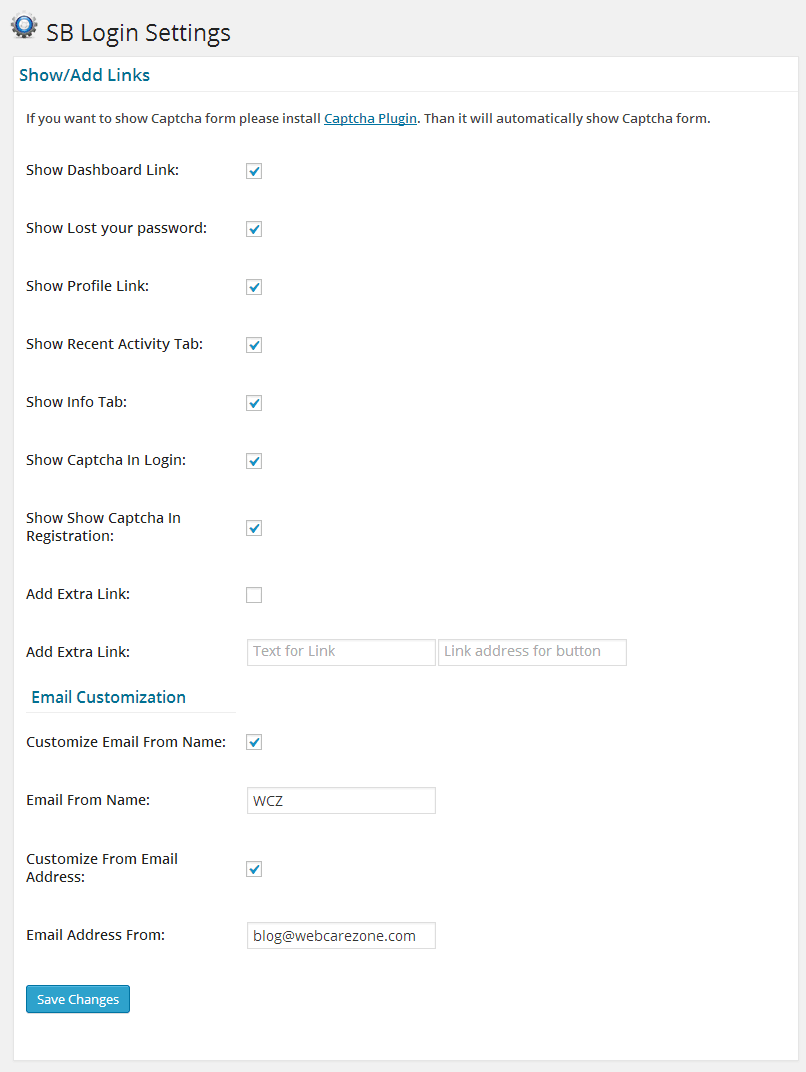 SB Login Settings
Show/Add Links
If you want to show Captcha form please install Captcha Plugin. Than it will automatically show Captcha form.
Show Dashboard Link:
Show Lost your password:
Show Profile Link:
Show Recent Activity Tab:
Show Info Tab:
Show Captcha In Login:
Show Show Captcha In
Registration:
Add Extra Link:
Add Extra Link: Text for Link Link address for button
Email Customization
Customize Email From Name:
Email From Name: WCZ
Customize From Email
Address:
Email Address From: blog@webcarezone.com
Save Changes